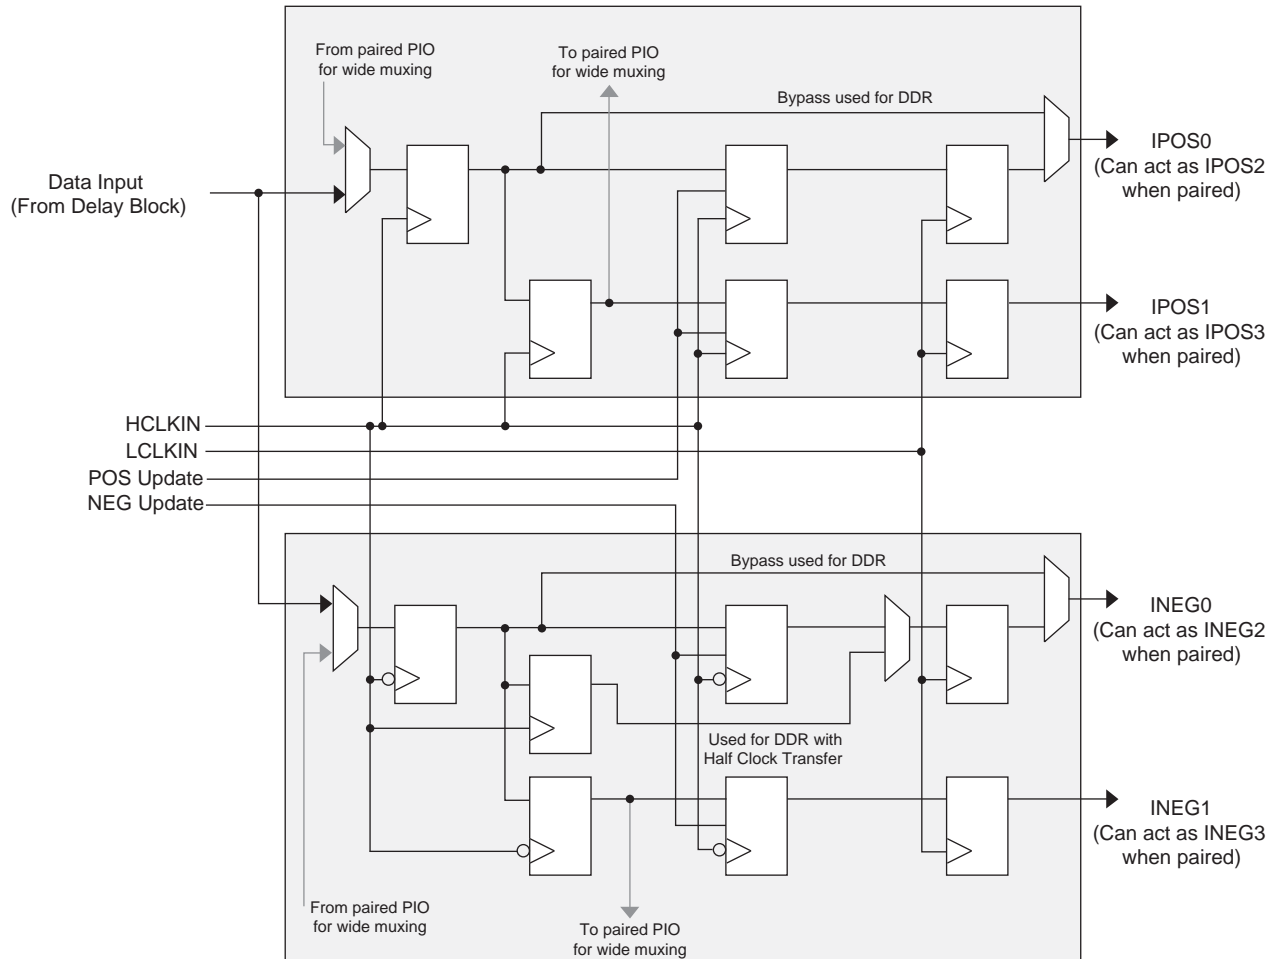 From paired PIO
for wide muxing
To paired PIO
for wide muxing
Bypass used for DDR
IPOS0
(Can act as IPOS2
when paired)
Data Input
(From Delay Block)
IPOS1
(Can act as IPOS3
when paired)
HCLKIN
LCLKIN
POS Update
NEG Update
Bypass used for DDR
INEG0
(Can act as INEG2
when paired)
Used for DDR with
Half Clock Transfer
INEG1
(Can act as INEG3
when paired)
From paired PIO
for wide muxing
To paired PIO
for wide muxing